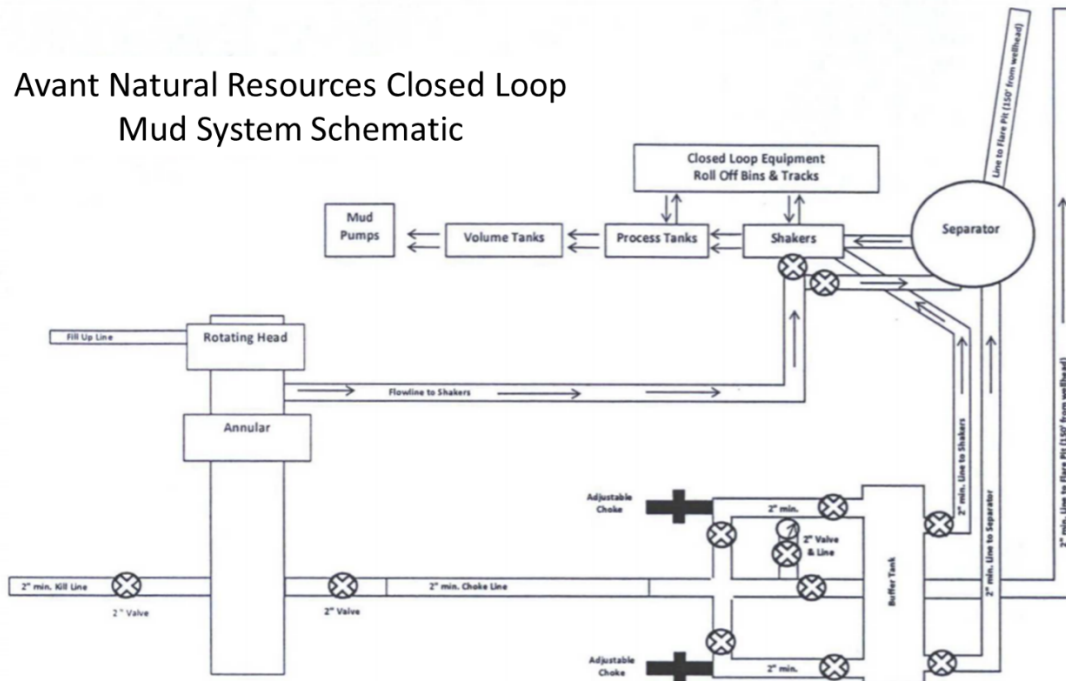 Avant Natural Resources Closed Loop
Mud System Schematic
Line to Flare Pit (150' from wellhead)
Closed Loop Equipment
Roll Off Bins & Tracks
Mud
Pumps
Volume Tanks
Process Tanks
Shakers
Separator
Fill Up Line
Rotating Head
Flowline to Shakers
Annular
Adjustable
Choke
2" min.
2" Valve
& Line
Buffer Tank
2" min. Line to Shakers
2" min. Line to Separator
2" min. Line to Flare Pit (150' from wellhead)
2" min. Kill Line
2" Valve
2" Valve
2" min. Choke Line
Adjustable
Choke
2" min.